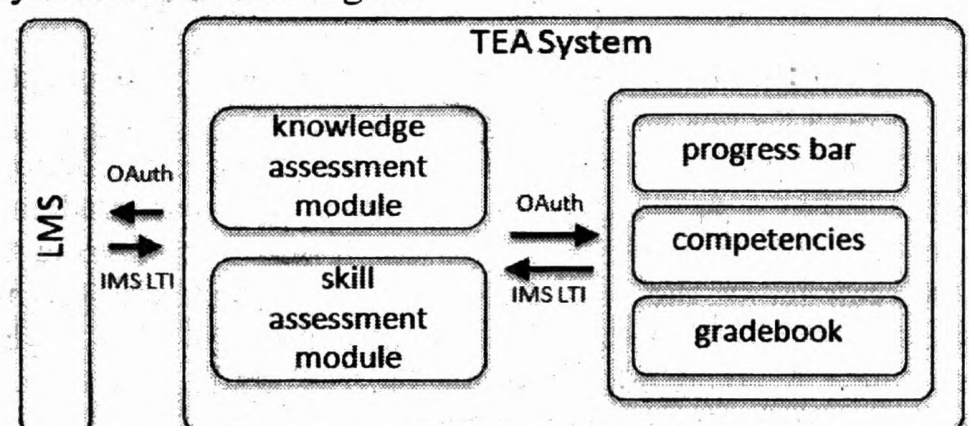 TEA System
LMS
OAuth
IMS LTI
knowledge
assessment
module
skill
assessment
module
OAuth
IMS LTI
progress bar
competencies
gradebook